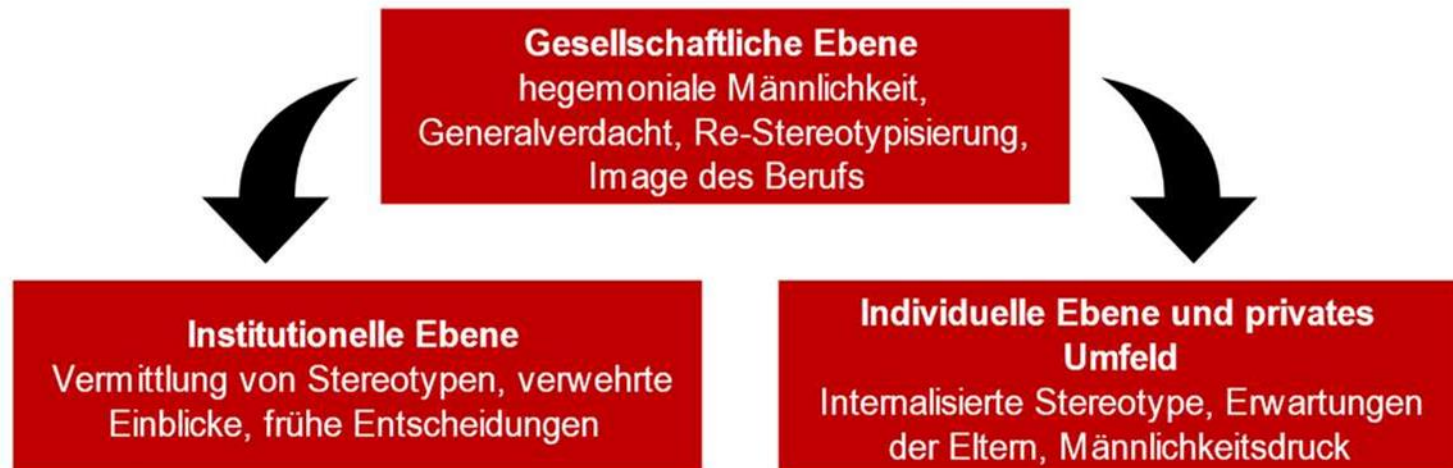 Gesellschaftliche Ebene
hegemoniale Männlichkeit,
Generalverdacht, Re-Stereotypisierung,
Image des Berufs
Institutionelle Ebene
Vermittlung von Stereotypen, verwehrte
Einblicke, frühe Entscheidungen
Individuelle Ebene und privates
Umfeld
Internalisierte Stereotype, Erwartungen
der Eltern, Männlichkeitsdruck